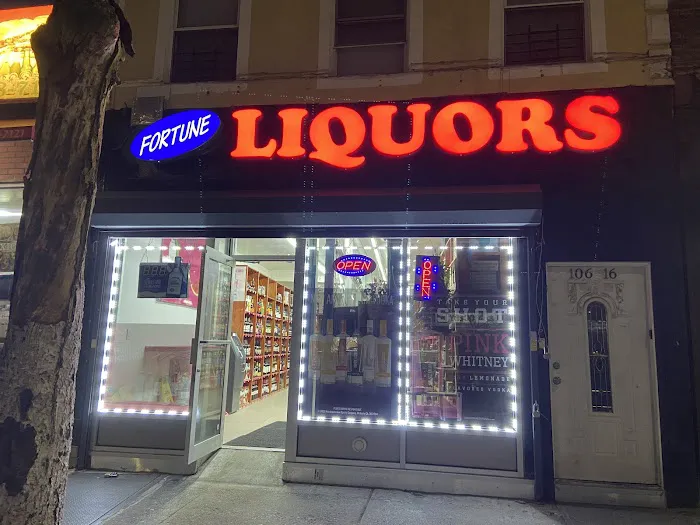 FORTUNE
LIQUORS
106 16
OPEN
OPEN
TAKE YOUR
SHOT
PINK
WHITNEY
LEMONADE